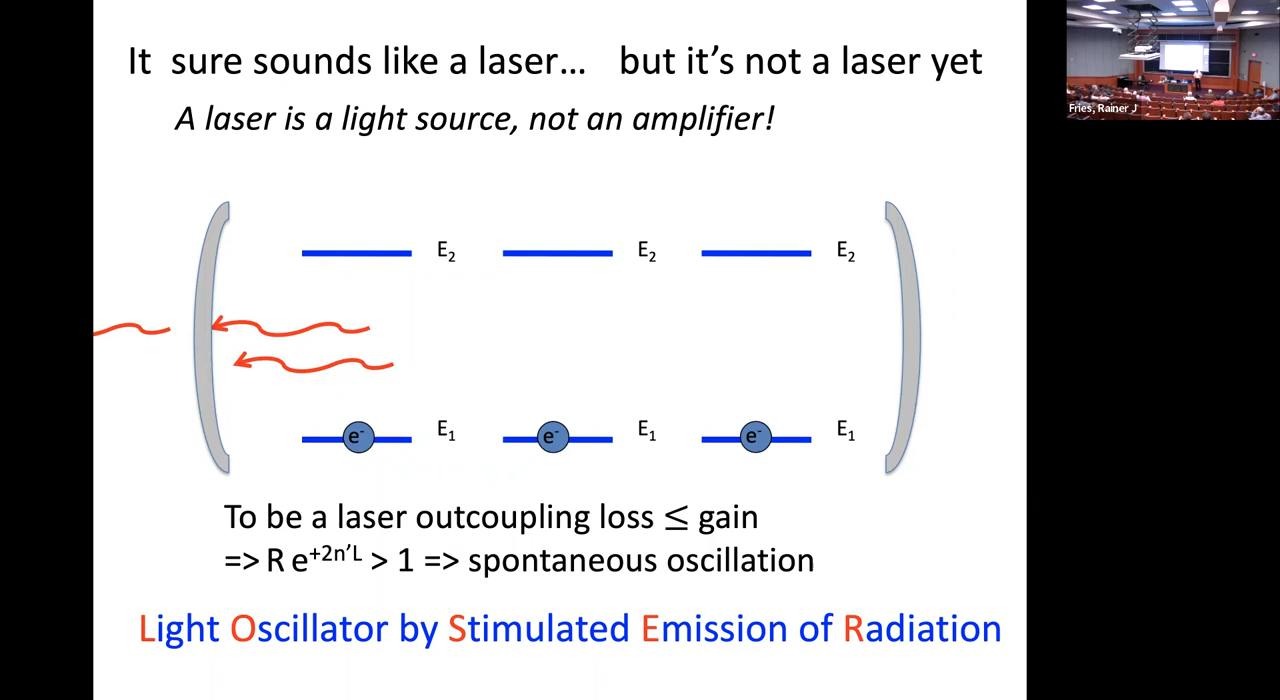 It sure sounds like a laser... but it's not a laser yet
A laser is a light source, not an amplifier!
Fries, Rainer J
E₂ E₂ E₂
e⁻ E₁ e⁻ E₁ e⁻ E₁
To be a laser outcoupling loss ≤ gain
=> R e⁺²ⁿ'ᴸ > 1 => spontaneous oscillation
Light Oscillator by Stimulated Emission of Radiation